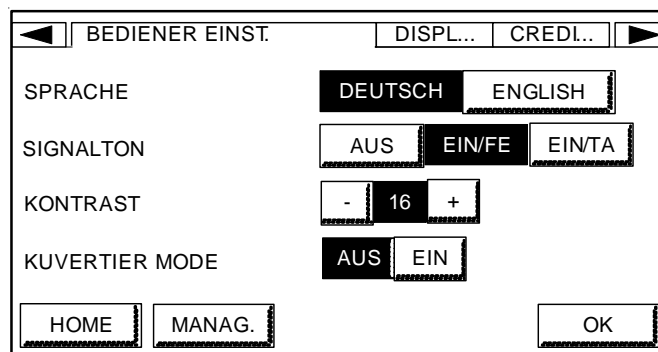 BEDIENER EINST. DISPL... CREDI...
SPRACHE DEUTSCH ENGLISH
SIGNALTON AUS EIN/FE EIN/TA
KONTRAST - 16 +
KUVERTIER MODE AUS EIN
HOME MANAG. OK